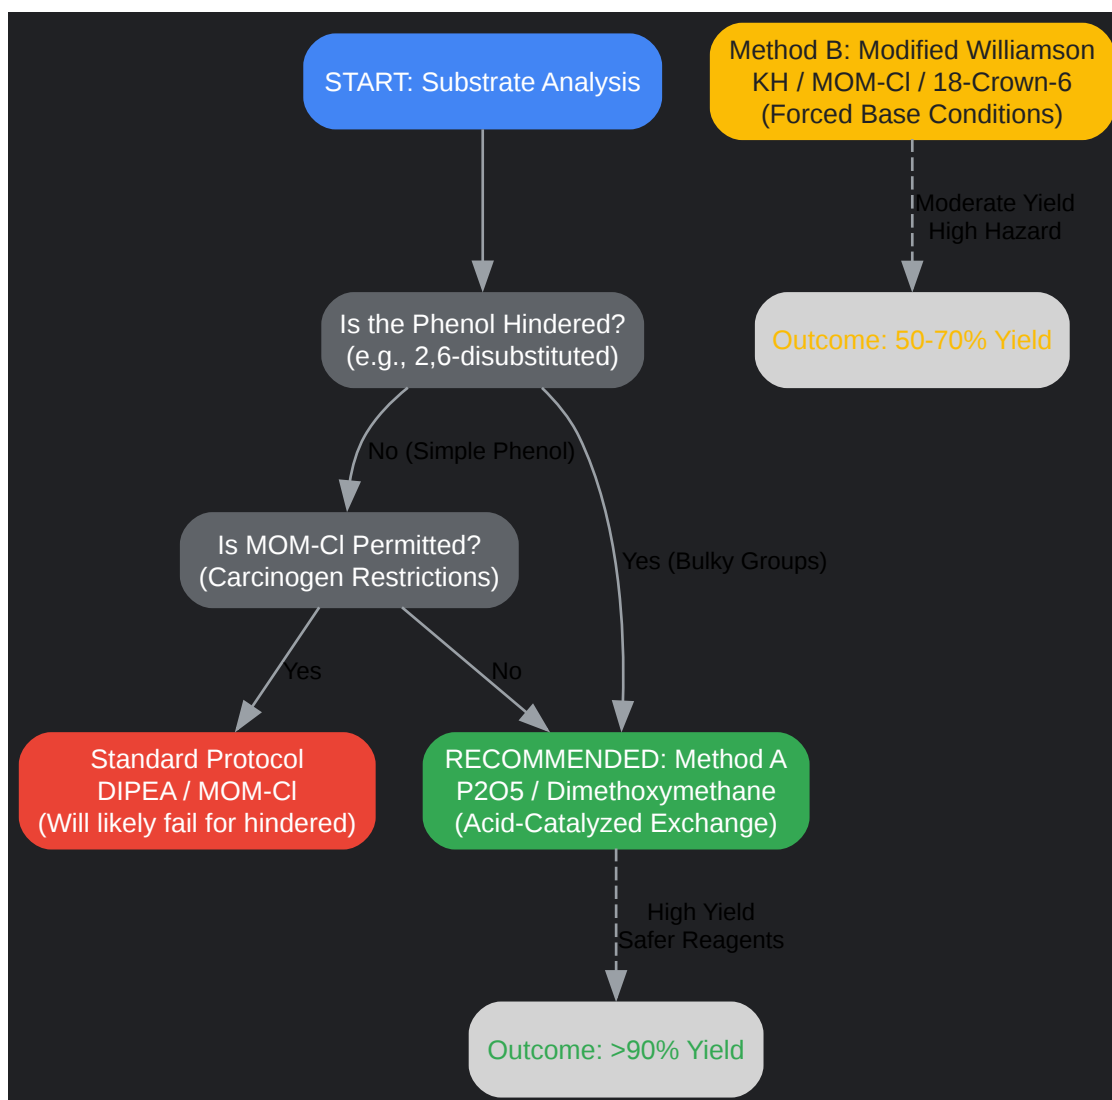 START: Substrate Analysis
Method B: Modified Williamson
KH / MOM-Cl / 18-Crown-6
(Forced Base Conditions)
Moderate Yield
High Hazard
Is the Phenol Hindered?
(e.g., 2,6-disubstituted)
Outcome: 50-70% Yield
No (Simple Phenol)
Is MOM-Cl Permitted?
(Carcinogen Restrictions)
Yes (Bulky Groups)
Yes
No
Standard Protocol
DIPEA / MOM-Cl
(Will likely fail for hindered)
RECOMMENDED: Method A
P2O5 / Dimethoxymethane
(Acid-Catalyzed Exchange)
High Yield
Safer Reagents
Outcome: >90% Yield